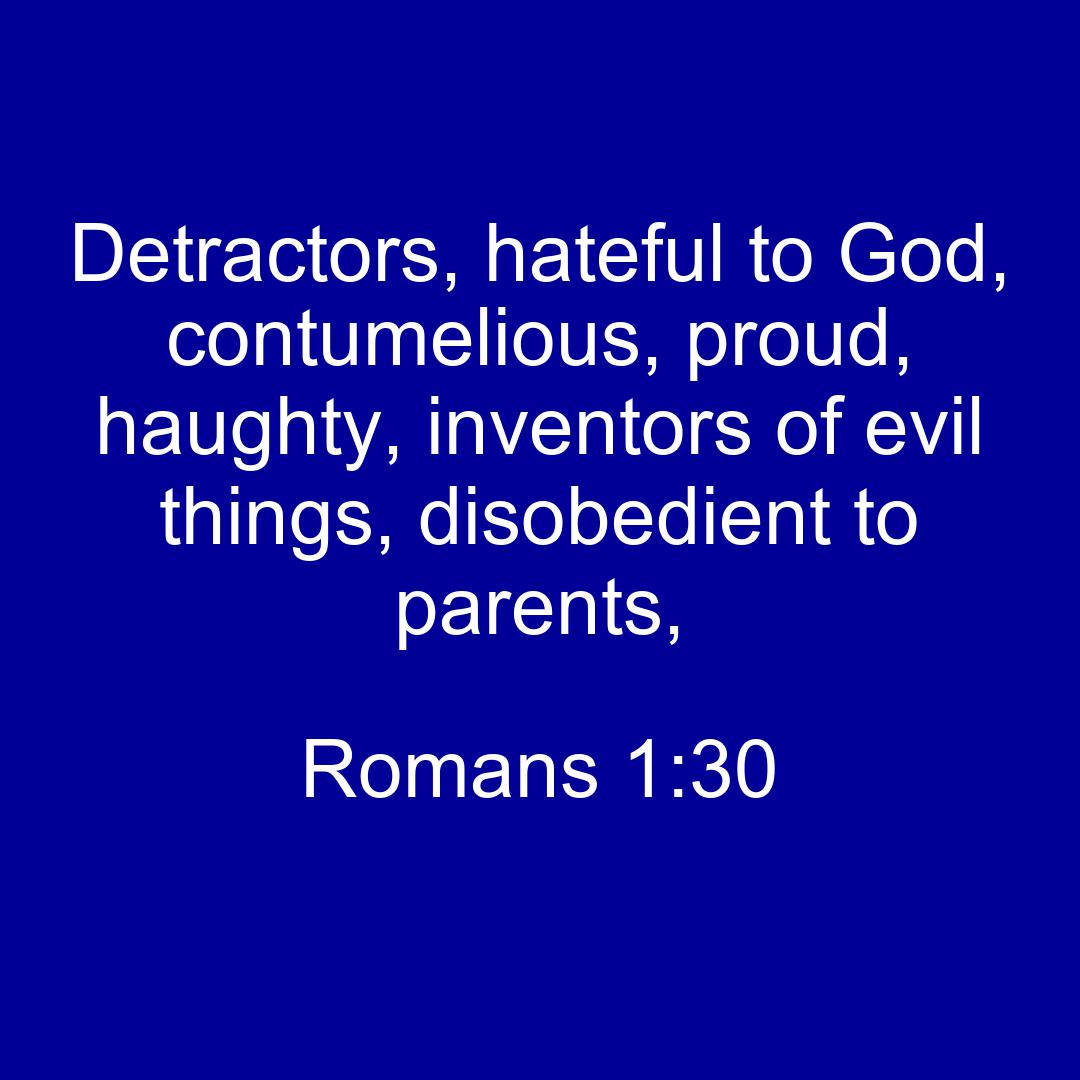 Detractors, hateful to God,
contumelious, proud,
haughty, inventors of evil
things, disobedient to
parents,
Romans 1:30